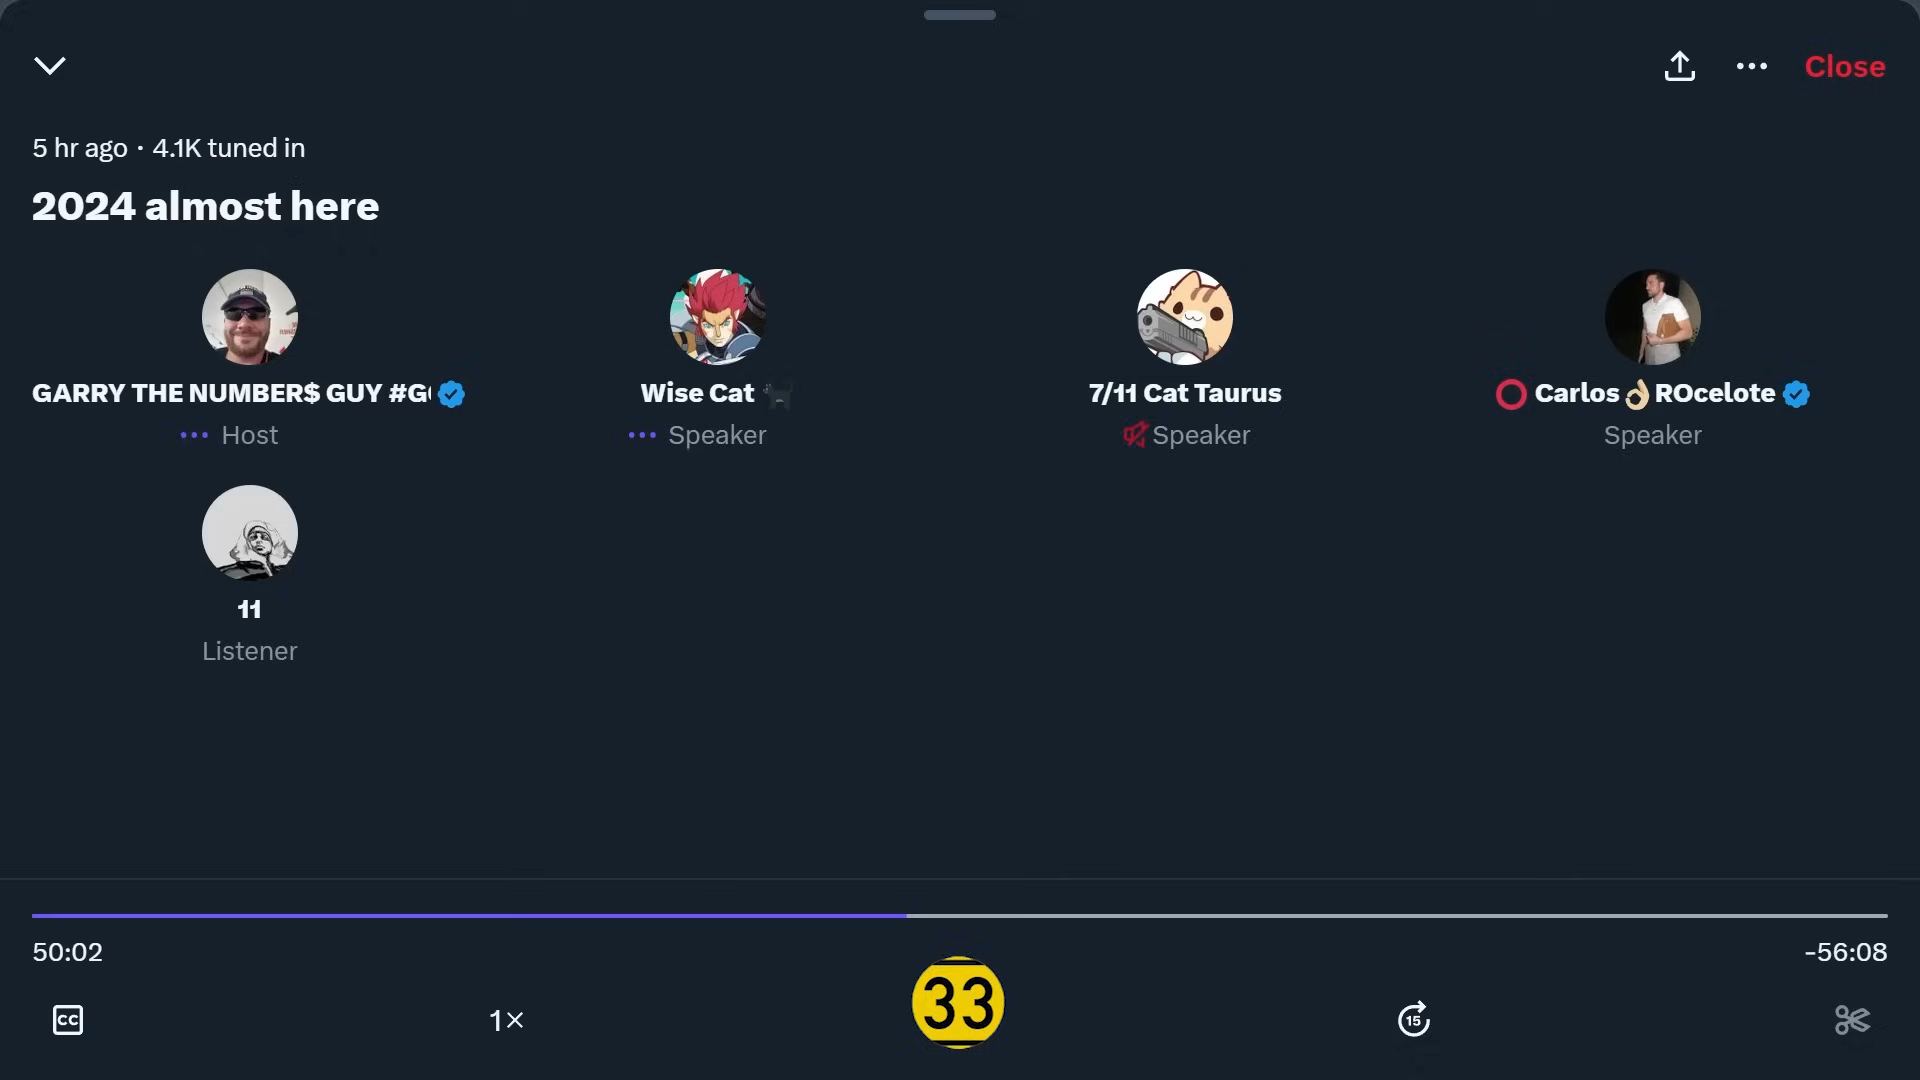 Close
5 hr ago · 4.1K tuned in
2024 almost here
GARRY THE NUMBER$ GUY #G
Host
Wise Cat 🐈‍⬛
Speaker
7/11 Cat Taurus
Speaker
⭕ Carlos👌🏼ROcelote
Speaker
11
Listener
50:02
-56:08
CC
1×
33
15